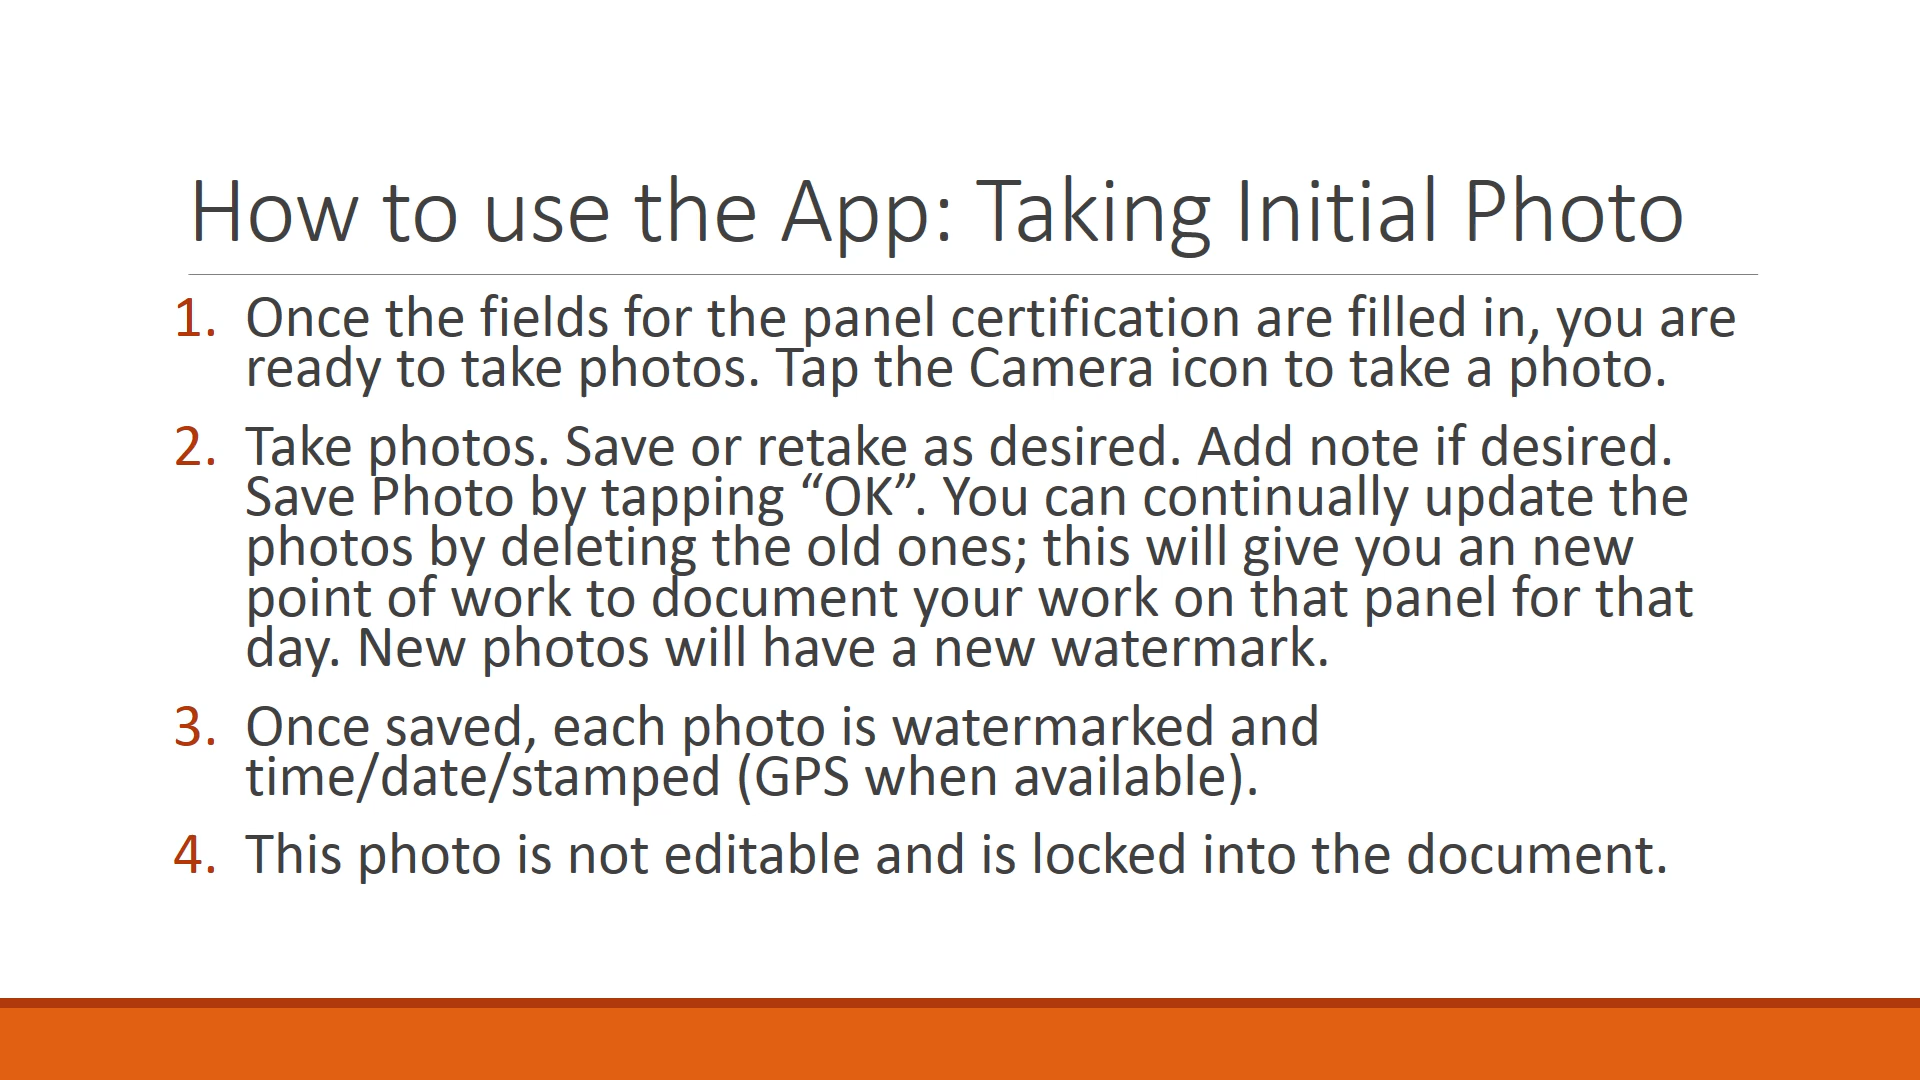 How to use the App: Taking Initial Photo
1. Once the fields for the panel certification are filled in, you are
ready to take photos. Tap the Camera icon to take a photo.
2. Take photos. Save or retake as desired. Add note if desired.
Save Photo by tapping “OK”. You can continually update the
photos by deleting the old ones; this will give you an new
point of work to document your work on that panel for that
day. New photos will have a new watermark.
3. Once saved, each photo is watermarked and
time/date/stamped (GPS when available).
4. This photo is not editable and is locked into the document.